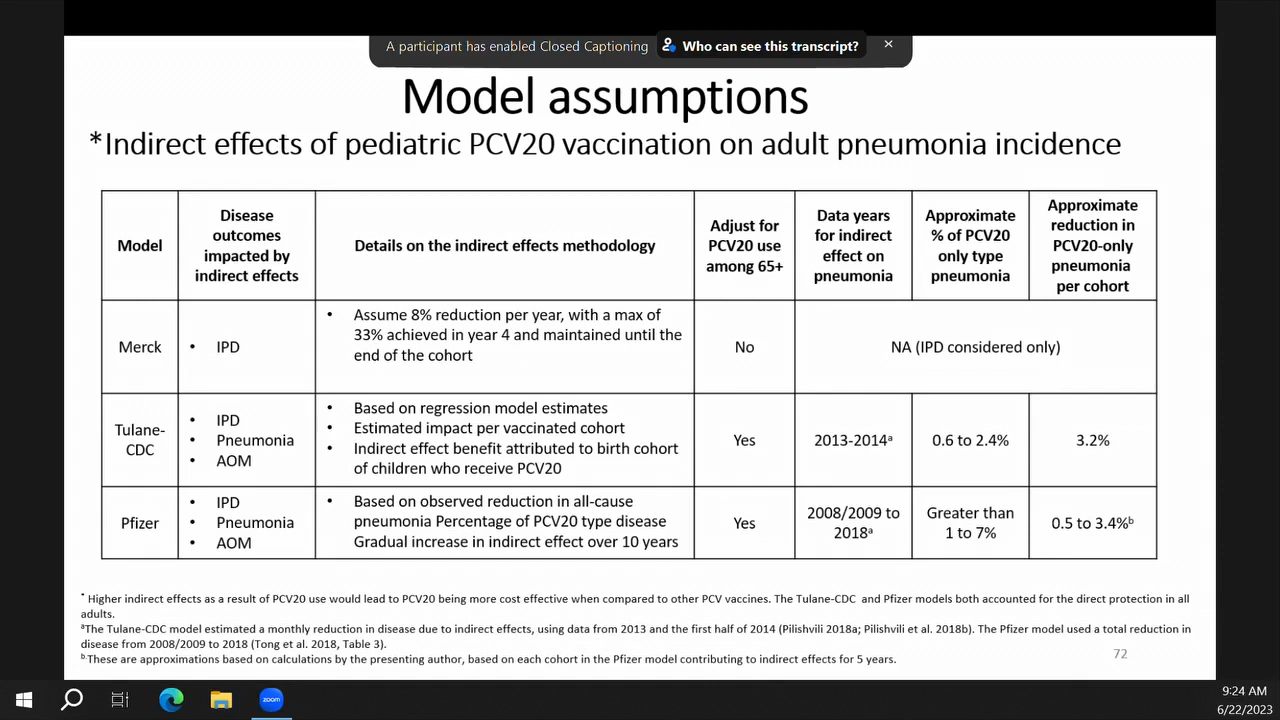 A participant has enabled Closed Captioning Who can see this transcript? ×
Model assumptions
*Indirect effects of pediatric PCV20 vaccination on adult pneumonia incidence
Model
Disease
outcomes
impacted by
indirect effects
Details on the indirect effects methodology
Adjust for
PCV20 use
among 65+
Data years
for indirect
effect on
pneumonia
Approximate
% of PCV20
only type
pneumonia
Approximate
reduction in
PCV20-only
pneumonia
per cohort
Merck
• IPD
• Assume 8% reduction per year, with a max of
33% achieved in year 4 and maintained until the
end of the cohort
No
NA (IPD considered only)
Tulane-
CDC
• IPD
• Pneumonia
• AOM
• Based on regression model estimates
• Estimated impact per vaccinated cohort
• Indirect effect benefit attributed to birth cohort
of children who receive PCV20
Yes
2013-2014ᵃ
0.6 to 2.4%
3.2%
Pfizer
• IPD
• Pneumonia
• AOM
• Based on observed reduction in all-cause
pneumonia Percentage of PCV20 type disease
Gradual increase in indirect effect over 10 years
Yes
2008/2009 to
2018ᵃ
Greater than
1 to 7%
0.5 to 3.4%ᵇ
* Higher indirect effects as a result of PCV20 use would lead to PCV20 being more cost effective when compared to other PCV vaccines. The Tulane-CDC and Pfizer models both accounted for the direct protection in all
adults.
ᵃThe Tulane-CDC model estimated a monthly reduction in disease due to indirect effects, using data from 2013 and the first half of 2014 (Pilishvili 2018a; Pilishvili et al. 2018b). The Pfizer model used a total reduction in
disease from 2008/2009 to 2018 (Tong et al. 2018, Table 3).
ᵇThese are approximations based on calculations by the presenting author, based on each cohort in the Pfizer model contributing to indirect effects for 5 years.
72
zoom
9:24 AM
6/22/2023